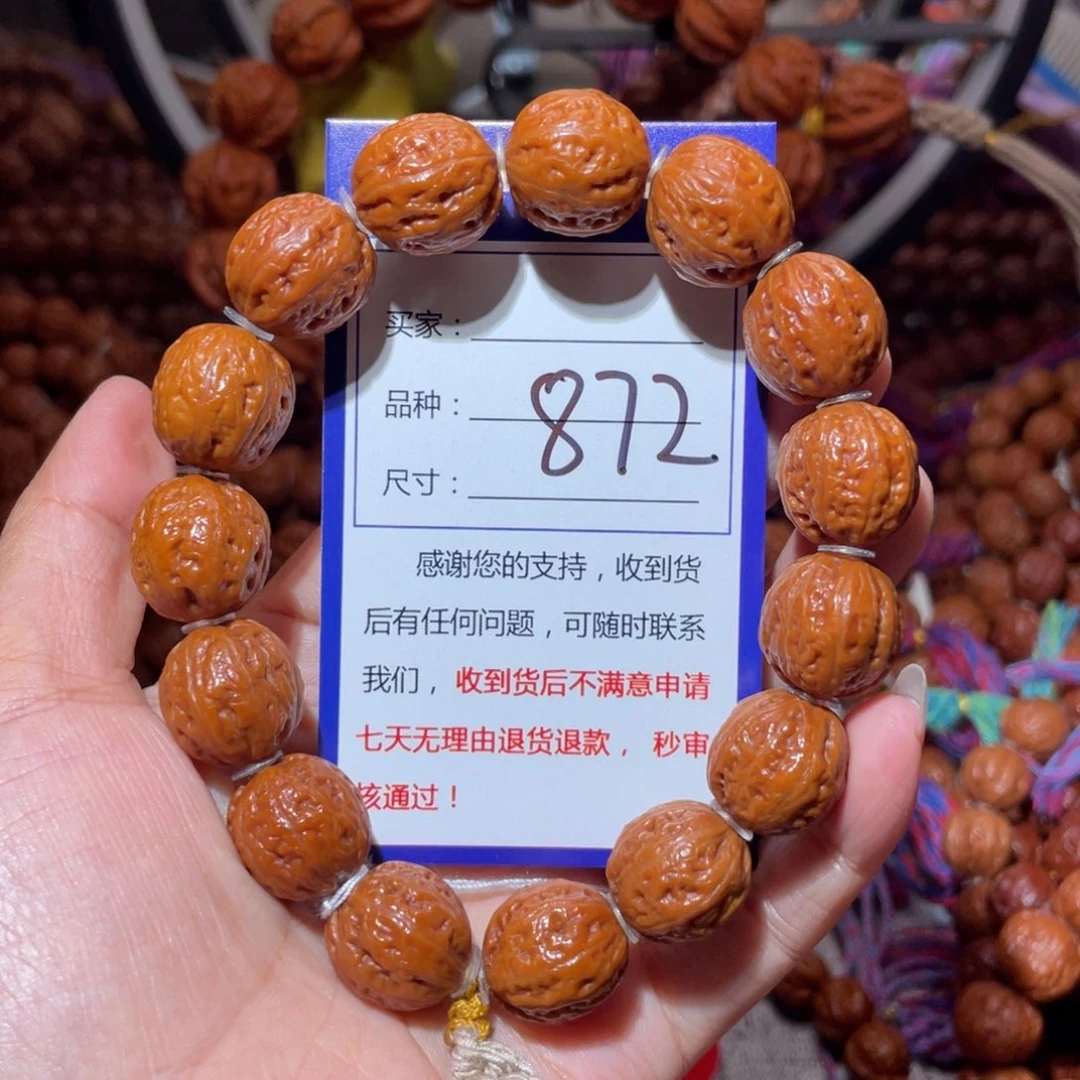 买家：
品种：
872
尺寸：
感谢您的支持，收到货
后有任何问题，可随时联系
我们，收到货后不满意申请
七天无理由退货退款，秒审
核通过！